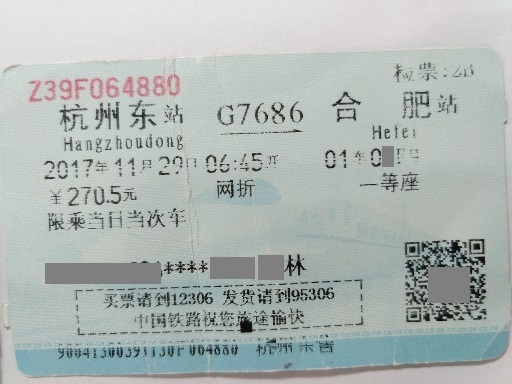 检票:
Z39F064880
杭州东站 G7686 合肥站
Hangzhoudong Hefei
2017年11月29日 06:45开 01车0 号
¥270.5元 网折 一等座
限乘当日当次车
**** 林
买票请到12306 发货请到95306
中国铁路祝您旅途愉快
90041300391130F064880 杭州东售